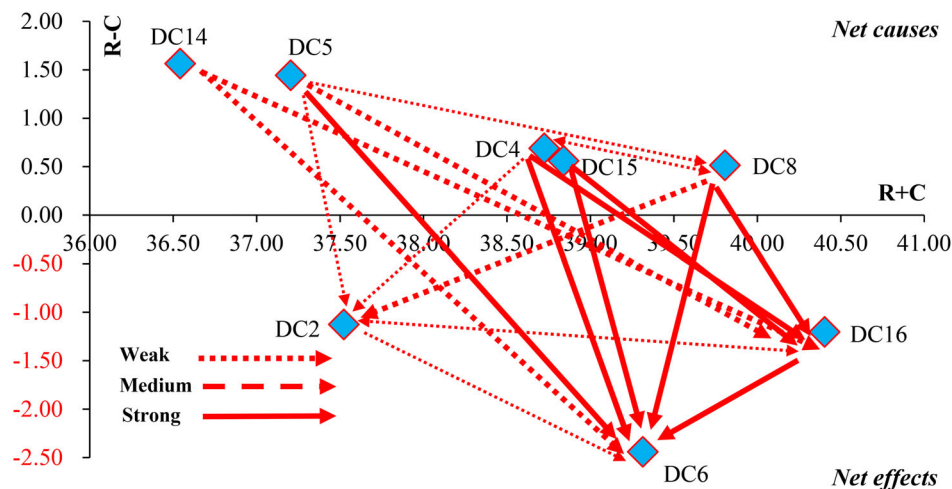 2.00
R-C
Net causes
DC14
DC5
1.50
1.00
DC4
DC15
DC8
0.50
R+C
0.00
36.00 36.50 37.00 37.50 38.00 38.50 39.00 39.50 40.00 40.50 41.00
-0.50
-1.00
DC2
DC16
Weak
-1.50
Medium
-2.00
Strong
-2.50
DC6
Net effects